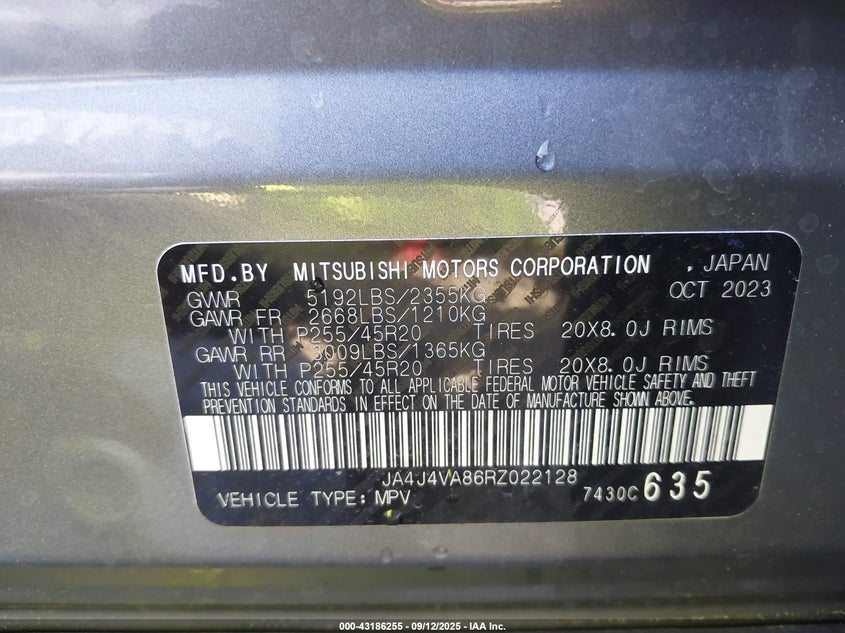 MFD.BY MITSUBISHI MOTORS CORPORATION , JAPAN
GVWR 5192LBS/2355KG OCT 2023
GAWR FR 2668LBS/1210KG
WITH P255/45R20 TIRES 20X8.0J RIMS
GAWR RR 3009LBS/1365KG
WITH P255/45R20 TIRES 20X8.0J RIMS
THIS VEHICLE CONFORMS TO ALL APPLICABLE FEDERAL MOTOR VEHICLE SAFETY AND THEFT
PREVENTION STANDARDS IN EFFECT ON THE DATE OF MANUFACTURE SHOWN ABOVE.
JA4J4VA86RZ022128
VEHICLE TYPE: MPV 7430C 635
000-43186255 - 09/12/2025 - IAA Inc.